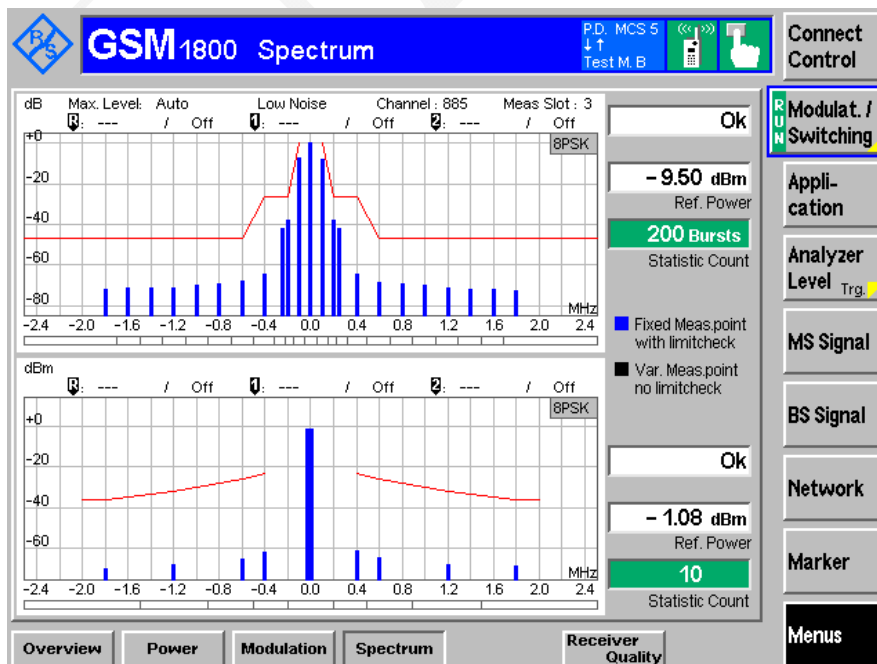 R/S
GSM 1800 Spectrum
P.D. MCS 5
↓↑
Test M. B
Connect Control
dB Max. Level: Auto Low Noise Channel : 885 Meas Slot : 3
R: --- / Off 1: --- / Off 2: --- / Off
8PSK
+0
-20
-40
-60
-80
MHz
-2.4 -2.0 -1.6 -1.2 -0.8 -0.4 0.0 0.4 0.8 1.2 1.6 2.0 2.4
Ok
– 9.50 dBm
Ref. Power
200 Bursts
Statistic Count
Fixed Meas.point
with limitcheck
Var. Meas.point
no limitcheck
dBm
R: --- / Off 1: --- / Off 2: --- / Off
8PSK
+0
-20
-40
-60
MHz
-2.4 -2.0 -1.6 -1.2 -0.8 -0.4 0.0 0.4 0.8 1.2 1.6 2.0 2.4
Ok
– 1.08 dBm
Ref. Power
10
Statistic Count
RUN
Modulat. /
Switching
Appli-
cation
Analyzer
Level Trg.
MS Signal
BS Signal
Network
Marker
Menus
Overview Power Modulation Spectrum Receiver
Quality